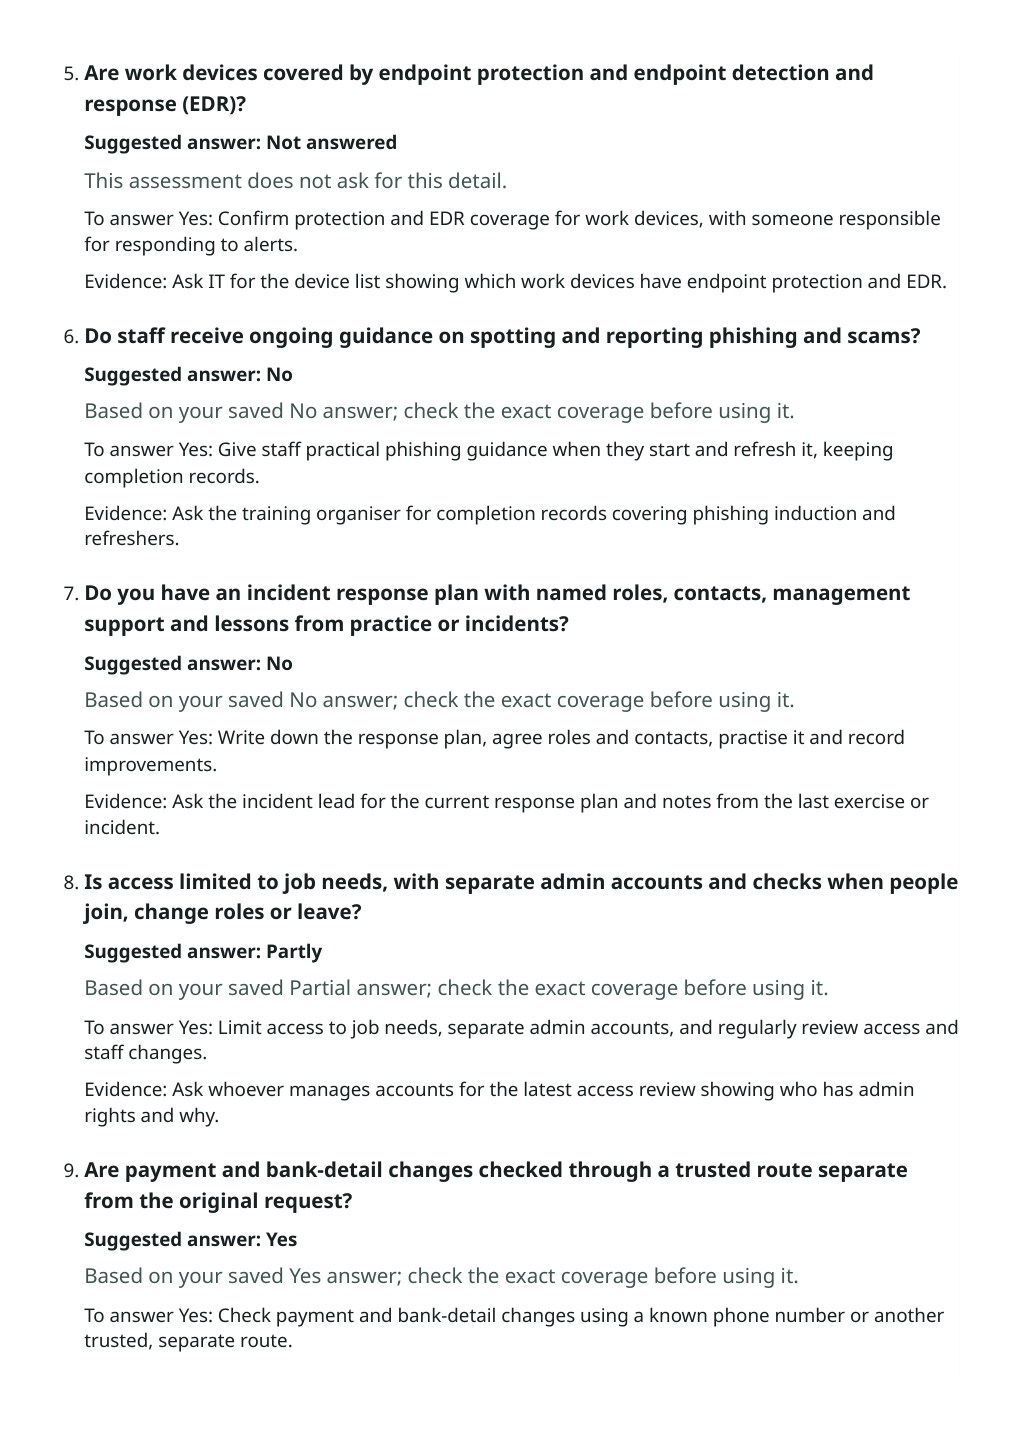 5. Are work devices covered by endpoint protection and endpoint detection and
response (EDR)?
Suggested answer: Not answered
This assessment does not ask for this detail.
To answer Yes: Confirm protection and EDR coverage for work devices, with someone responsible
for responding to alerts.
Evidence: Ask IT for the device list showing which work devices have endpoint protection and EDR.
6. Do staff receive ongoing guidance on spotting and reporting phishing and scams?
Suggested answer: No
Based on your saved No answer; check the exact coverage before using it.
To answer Yes: Give staff practical phishing guidance when they start and refresh it, keeping
completion records.
Evidence: Ask the training organiser for completion records covering phishing induction and
refreshers.
7. Do you have an incident response plan with named roles, contacts, management
support and lessons from practice or incidents?
Suggested answer: No
Based on your saved No answer; check the exact coverage before using it.
To answer Yes: Write down the response plan, agree roles and contacts, practise it and record
improvements.
Evidence: Ask the incident lead for the current response plan and notes from the last exercise or
incident.
8. Is access limited to job needs, with separate admin accounts and checks when people
join, change roles or leave?
Suggested answer: Partly
Based on your saved Partial answer; check the exact coverage before using it.
To answer Yes: Limit access to job needs, separate admin accounts, and regularly review access and
staff changes.
Evidence: Ask whoever manages accounts for the latest access review showing who has admin
rights and why.
9. Are payment and bank-detail changes checked through a trusted route separate
from the original request?
Suggested answer: Yes
Based on your saved Yes answer; check the exact coverage before using it.
To answer Yes: Check payment and bank-detail changes using a known phone number or another
trusted, separate route.